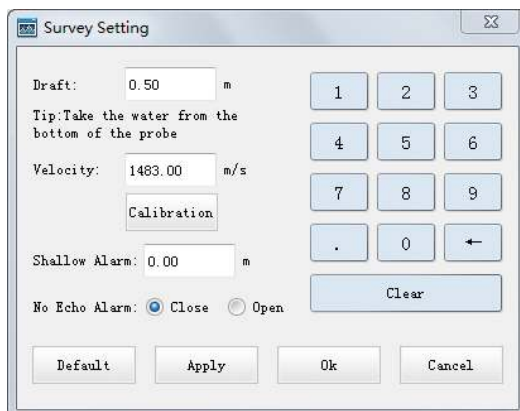 Survey Setting
Draft: 0.50 m
Tip:Take the water from the
bottom of the probe
Velocity: 1483.00 m/s
Calibration
Shallow Alarm: 0.00 m
No Echo Alarm: Close Open
1 2 3
4 5 6
7 8 9
. 0 ←
Clear
Default Apply Ok Cancel